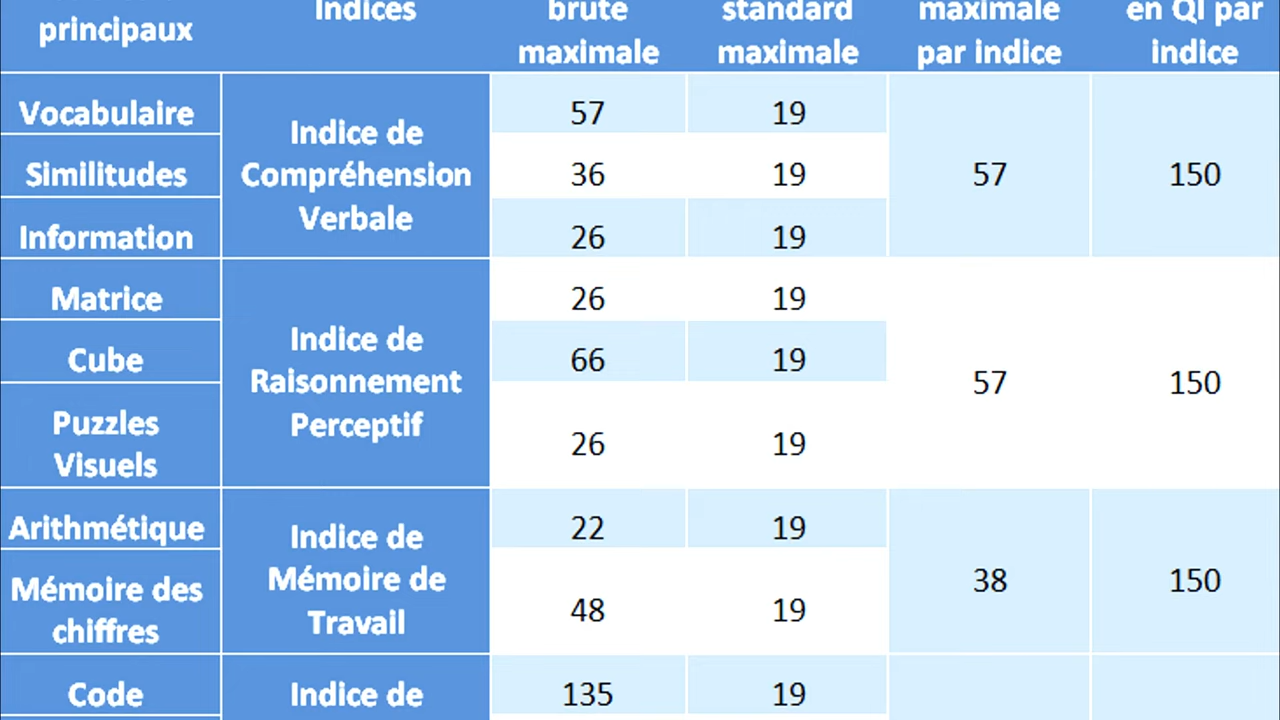 principaux
Indices
brute
maximale
standard
maximale
maximale
par indice
en QI par
indice
Vocabulaire
Indice de
Compréhension
Verbale
57
19
57
150
Similitudes
36
19
Information
26
19
Matrice
Indice de
Raisonnement
Perceptif
26
19
57
150
Cube
66
19
Puzzles
Visuels
26
19
Arithmétique
Indice de
Mémoire de
Travail
22
19
38
150
Mémoire des
chiffres
48
19
Code
Indice de
135
19